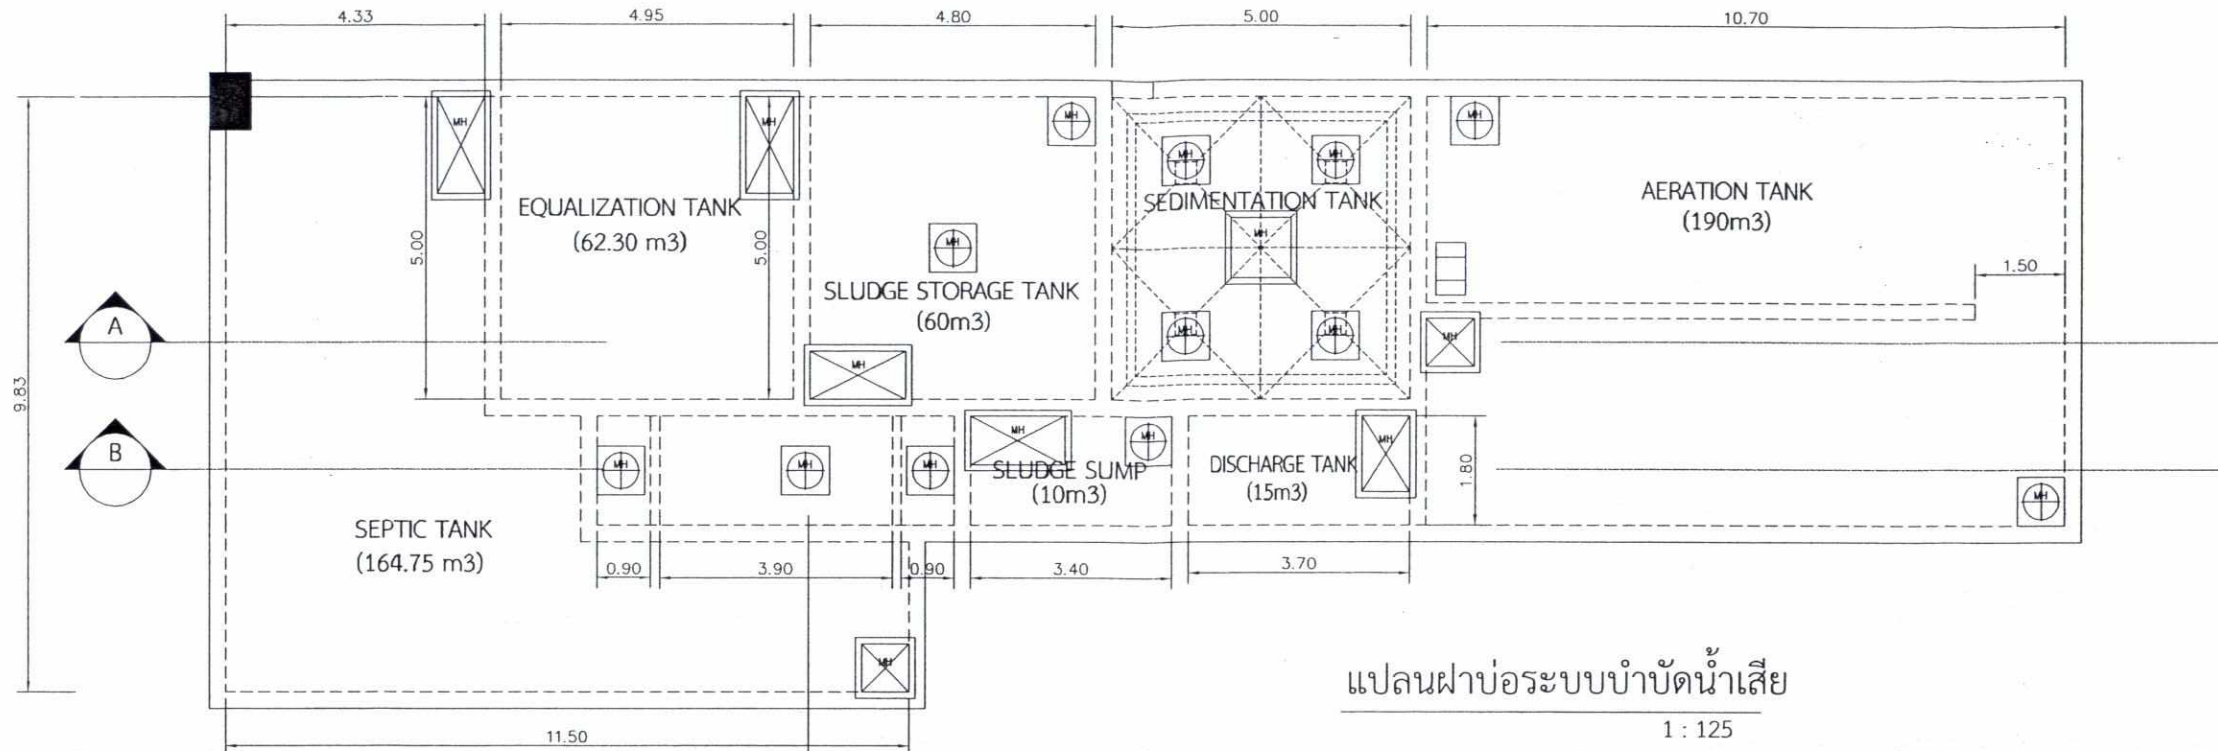 4.33
4.95
4.80
5.00
10.70
MH
MH
MH
MH
MH
MH
MH
EQUALIZATION TANK
(62.30 m3)
SEDIMENTATION TANK
AERATION TANK
(190m3)
5.00
5.00
MH
MH
SLUDGE STORAGE TANK
(60m3)
1.50
A
MH
MH
MH
MH
9.83
B
MH
MH
MH
MH
MH
MH
SLUDGE SUMP
(10m3)
DISCHARGE TANK
(15m3)
1.80
MH
SEPTIC TANK
(164.75 m3)
0.90
3.90
0.90
3.40
3.70
MH
แปลนฝาบ่อระบบบำบัดน้ำเสีย
1 : 125
11.50